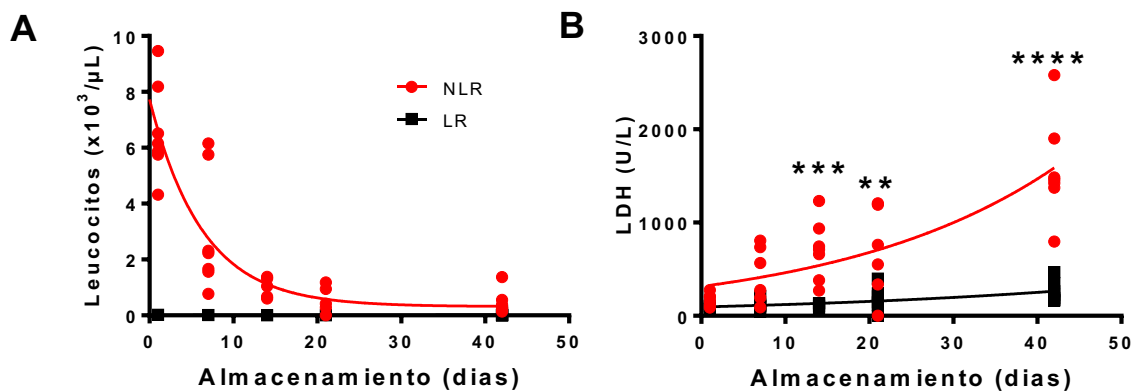 A
Leucocitos (x10³/µL)
10
8
6
4
2
0
0 10 20 30 40 50
Almacenamiento (dias)
NLR
LR
B
LDH (U/L)
3000
2000
1000
0
0 10 20 30 40 50
Almacenamiento (dias)
***
**
****